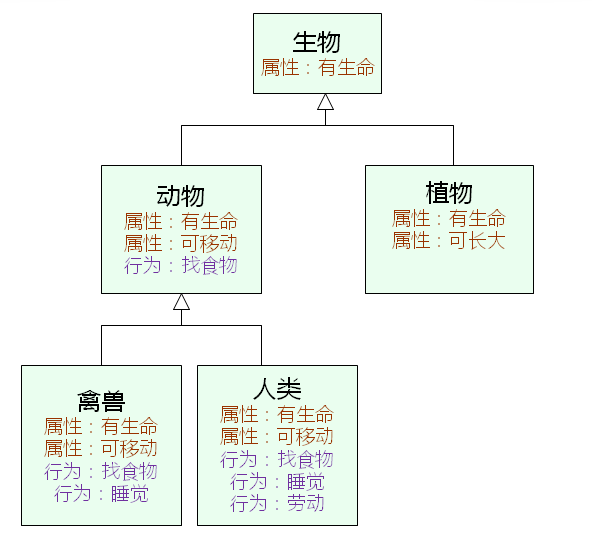 生物
属性：有生命
动物
属性：有生命
属性：可移动
行为：找食物
植物
属性：有生命
属性：可长大
禽兽
属性：有生命
属性：可移动
行为：找食物
行为：睡觉
人类
属性：有生命
属性：可移动
行为：找食物
行为：睡觉
行为：劳动